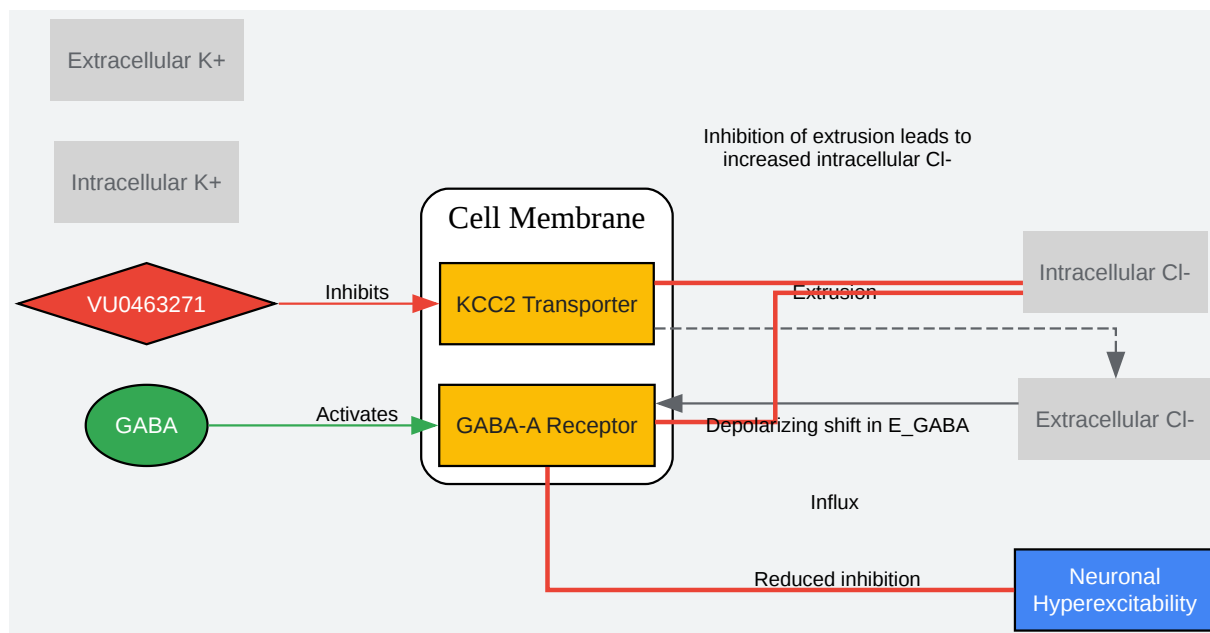 Extracellular K+
Inhibition of extrusion leads to
increased intracellular Cl-
Intracellular K+
Cell Membrane
VU0463271
Inhibits
KCC2 Transporter
Extrusion
Intracellular Cl-
GABA
Activates
GABA-A Receptor
Depolarizing shift in E_GABA
Extracellular Cl-
Influx
Reduced inhibition
Neuronal
Hyperexcitability